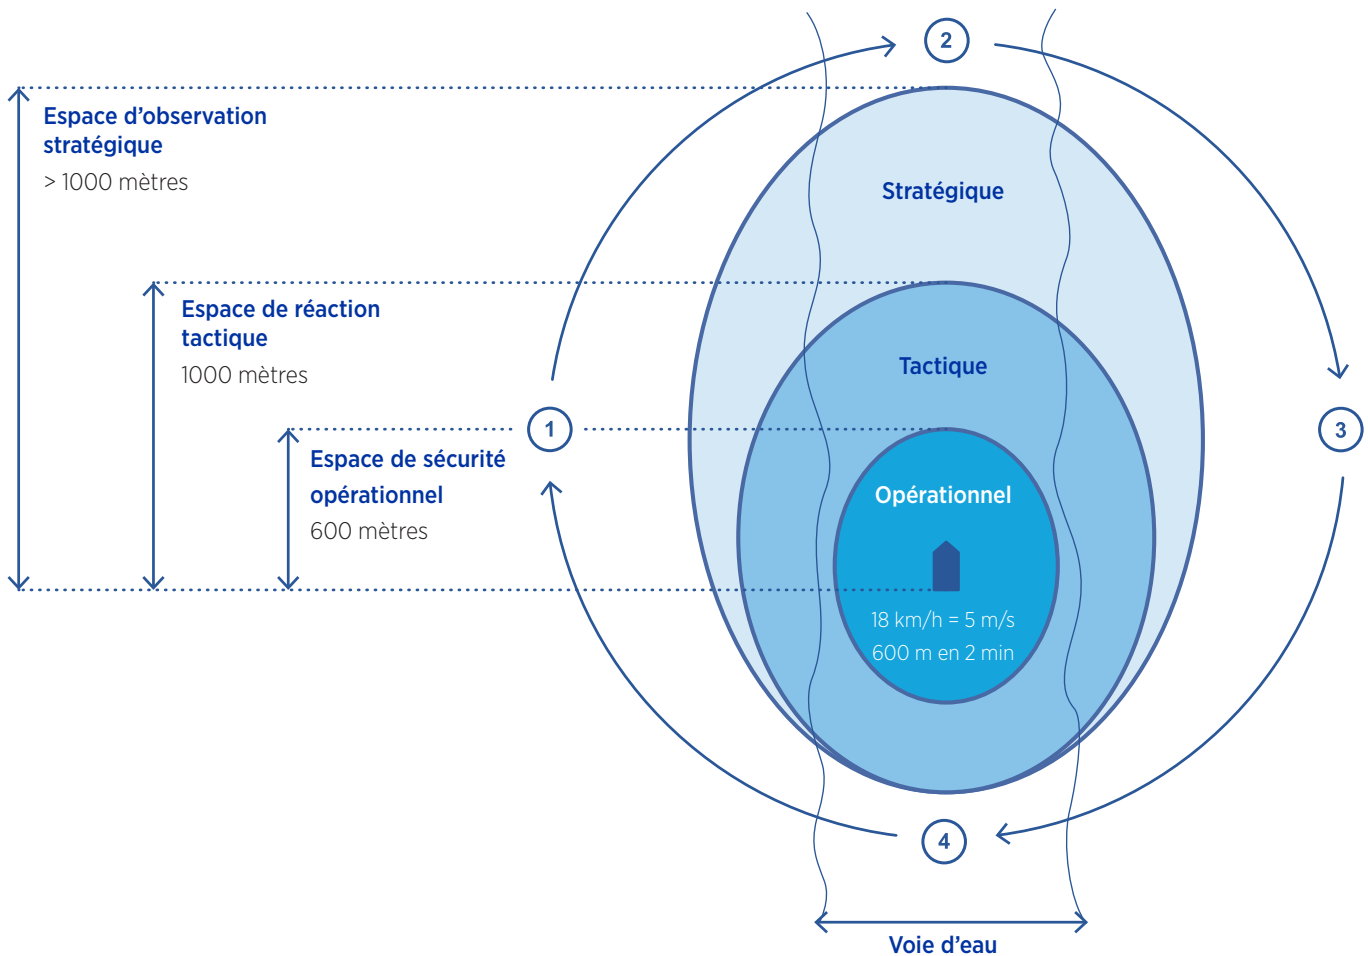 2
Espace d’observation
stratégique
> 1000 mètres
Stratégique
Espace de réaction
tactique
1000 mètres
Tactique
1
3
Espace de sécurité
opérationnel
600 mètres
Opérationnel
18 km/h = 5 m/s
600 m en 2 min
4
Voie d’eau